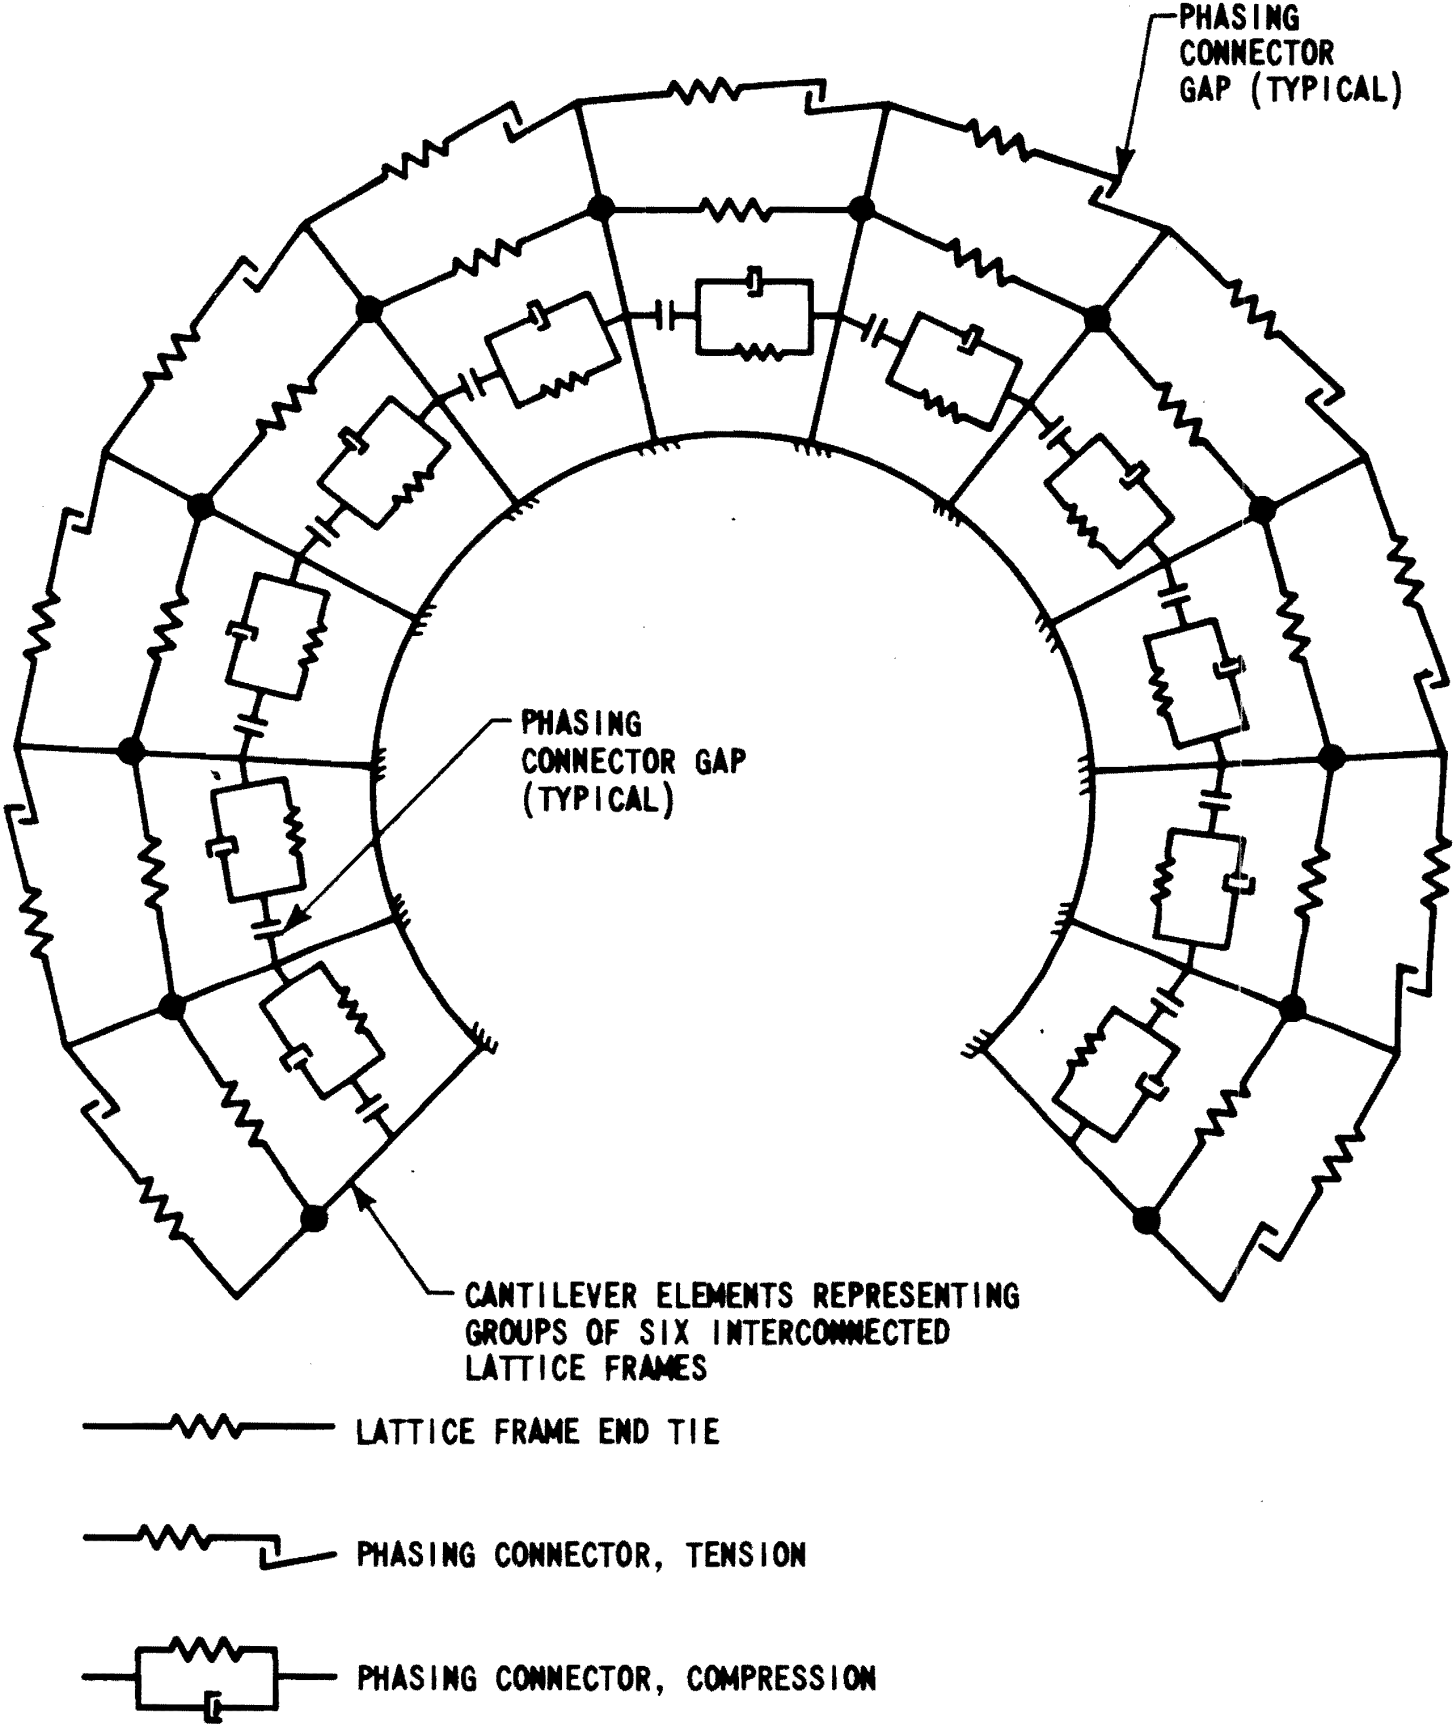 PHASING
CONNECTOR
GAP (TYPICAL)
PHASING
CONNECTOR GAP
(TYPICAL)
CANTILEVER ELEMENTS REPRESENTING
GROUPS OF SIX INTERCONNECTED
LATTICE FRAMES
LATTICE FRAME END TIE
PHASING CONNECTOR, TENSION
PHASING CONNECTOR, COMPRESSION